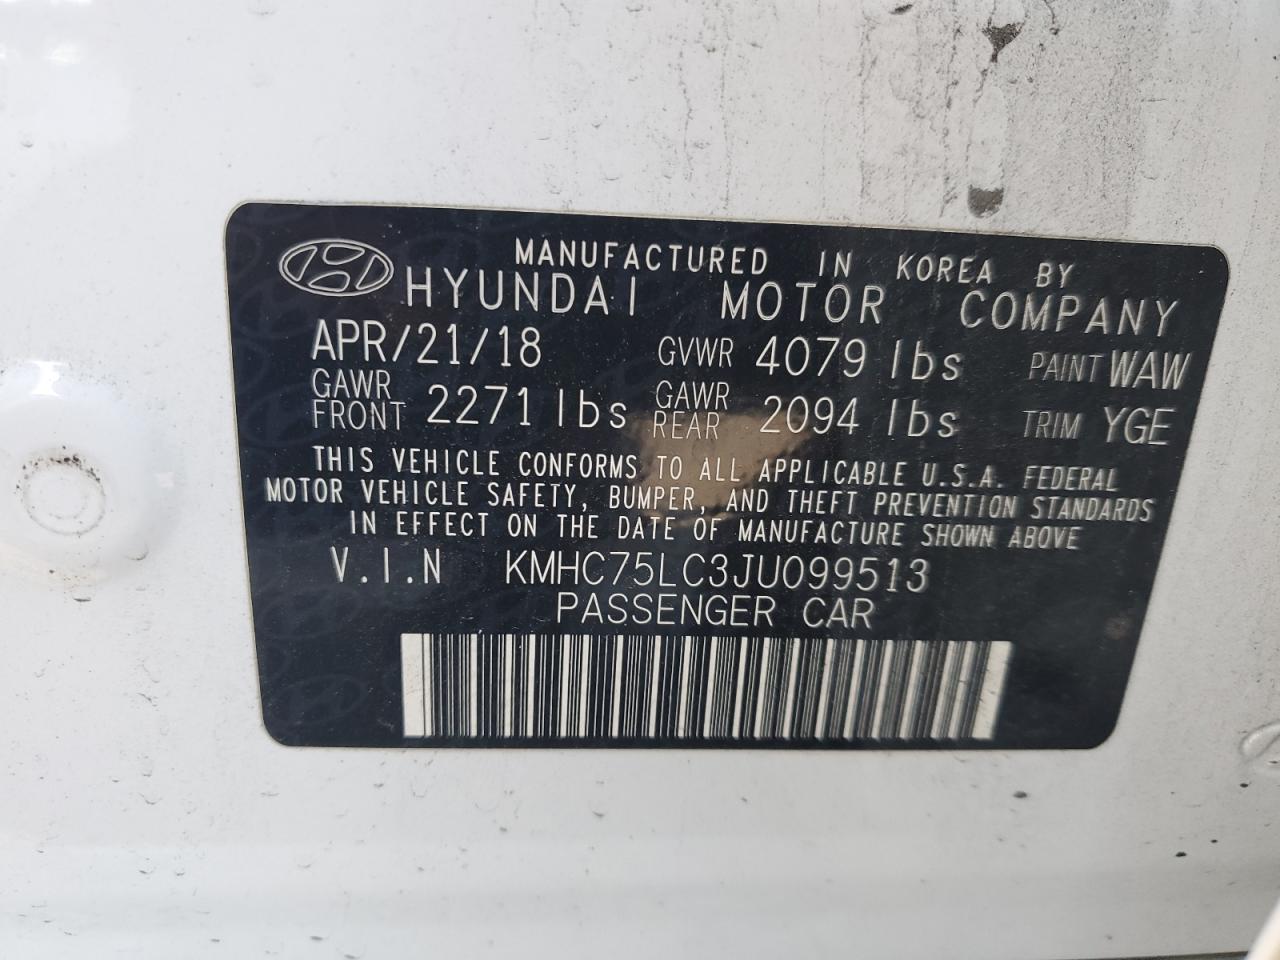 MANUFACTURED IN KOREA BY
HYUNDAI MOTOR COMPANY
APR/21/18 GVWR 4079 lbs PAINT WAW
GAWR FRONT 2271 lbs GAWR REAR 2094 lbs TRIM YGE
THIS VEHICLE CONFORMS TO ALL APPLICABLE U.S.A. FEDERAL
MOTOR VEHICLE SAFETY, BUMPER, AND THEFT PREVENTION STANDARDS
IN EFFECT ON THE DATE OF MANUFACTURE SHOWN ABOVE
V.I.N KMHC75LC3JU099513
PASSENGER CAR